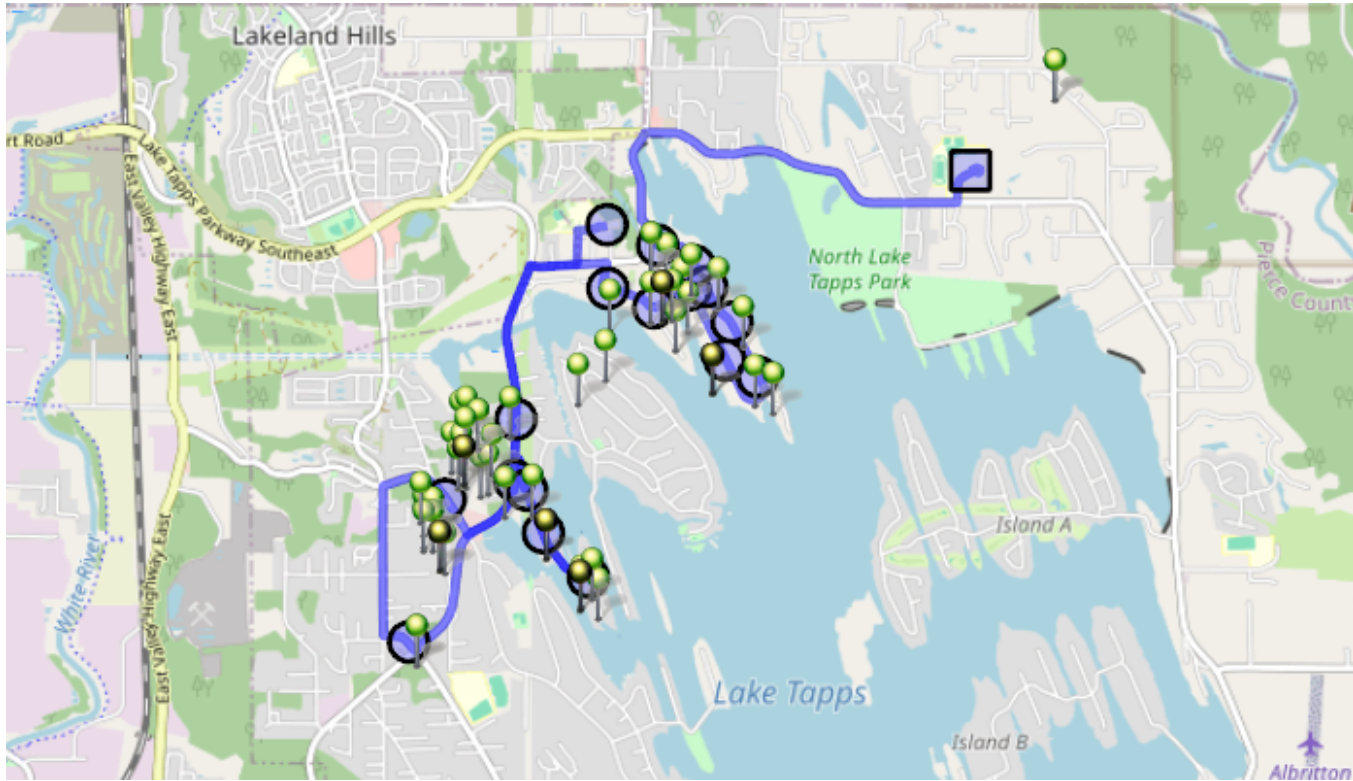 Lakeland Hills
rt Road
Lake Tapps Parkway Southeast
East Valley Highway East
North Lake
Tapps Park
Pierce County
White River
East Valley Highway East
Island A
Lake Tapps
Island B
Albritton